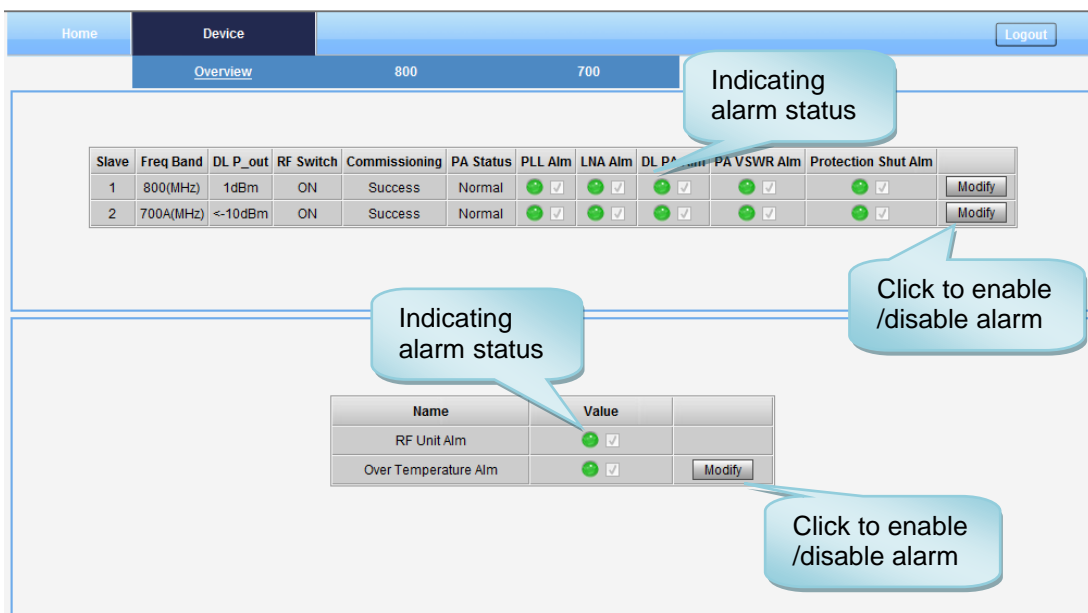 Home Device Logout
Overview 800 700
Indicating
alarm status
Slave Freq Band DL P_out RF Switch Commissioning PA Status PLL Alm LNA Alm DL PA Alm PA VSWR Alm Protection Shut Alm
1 800(MHz) 1dBm ON Success Normal Modify
2 700A(MHz) <-10dBm ON Success Normal Modify
Click to enable
/disable alarm
Indicating
alarm status
Name Value
RF Unit Alm
Over Temperature Alm Modify
Click to enable
/disable alarm